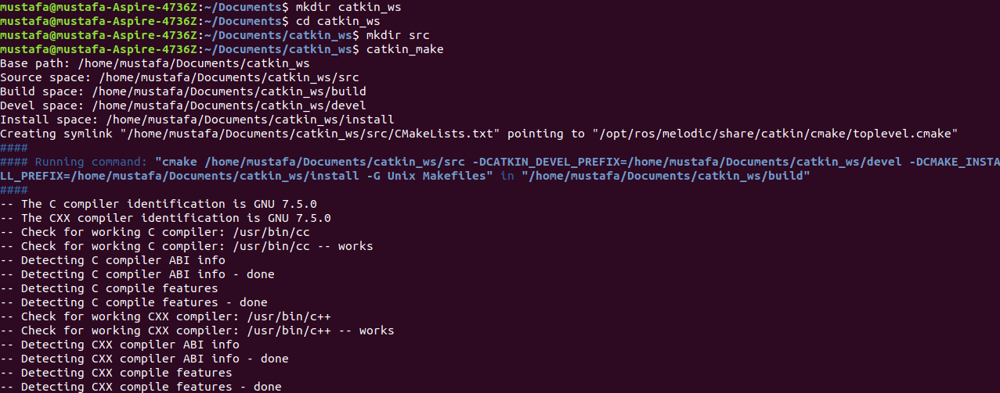 mustafa@mustafa-Aspire-4736Z:~/Documents$ mkdir catkin_ws
mustafa@mustafa-Aspire-4736Z:~/Documents$ cd catkin_ws
mustafa@mustafa-Aspire-4736Z:~/Documents/catkin_ws$ mkdir src
mustafa@mustafa-Aspire-4736Z:~/Documents/catkin_ws$ catkin_make
Base path: /home/mustafa/Documents/catkin_ws
Source space: /home/mustafa/Documents/catkin_ws/src
Build space: /home/mustafa/Documents/catkin_ws/build
Devel space: /home/mustafa/Documents/catkin_ws/devel
Install space: /home/mustafa/Documents/catkin_ws/install
Creating symlink "/home/mustafa/Documents/catkin_ws/src/CMakeLists.txt" pointing to "/opt/ros/melodic/share/catkin/cmake/toplevel.cmake"
####
#### Running command: "cmake /home/mustafa/Documents/catkin_ws/src -DCATKIN_DEVEL_PREFIX=/home/mustafa/Documents/catkin_ws/devel -DCMAKE_INSTA
LL_PREFIX=/home/mustafa/Documents/catkin_ws/install -G Unix Makefiles" in "/home/mustafa/Documents/catkin_ws/build"
####
-- The C compiler identification is GNU 7.5.0
-- The CXX compiler identification is GNU 7.5.0
-- Check for working C compiler: /usr/bin/cc
-- Check for working C compiler: /usr/bin/cc -- works
-- Detecting C compiler ABI info
-- Detecting C compiler ABI info - done
-- Detecting C compile features
-- Detecting C compile features - done
-- Check for working CXX compiler: /usr/bin/c++
-- Check for working CXX compiler: /usr/bin/c++ -- works
-- Detecting CXX compiler ABI info
-- Detecting CXX compiler ABI info - done
-- Detecting CXX compile features
-- Detecting CXX compile features - done